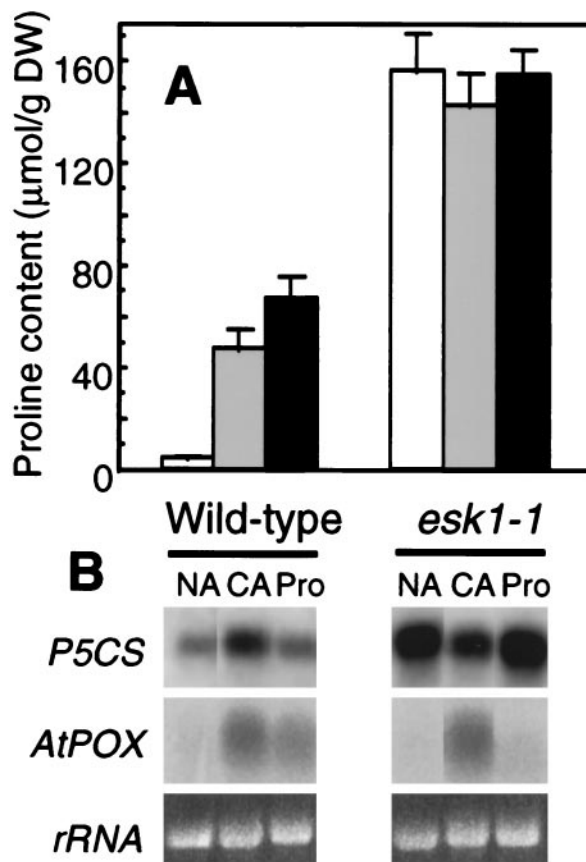 A
Proline content (µmol/g DW)
160
120
80
40
0
Wild-type esk1-1
B
NA CA Pro NA CA Pro
P5CS
AtPOX
rRNA